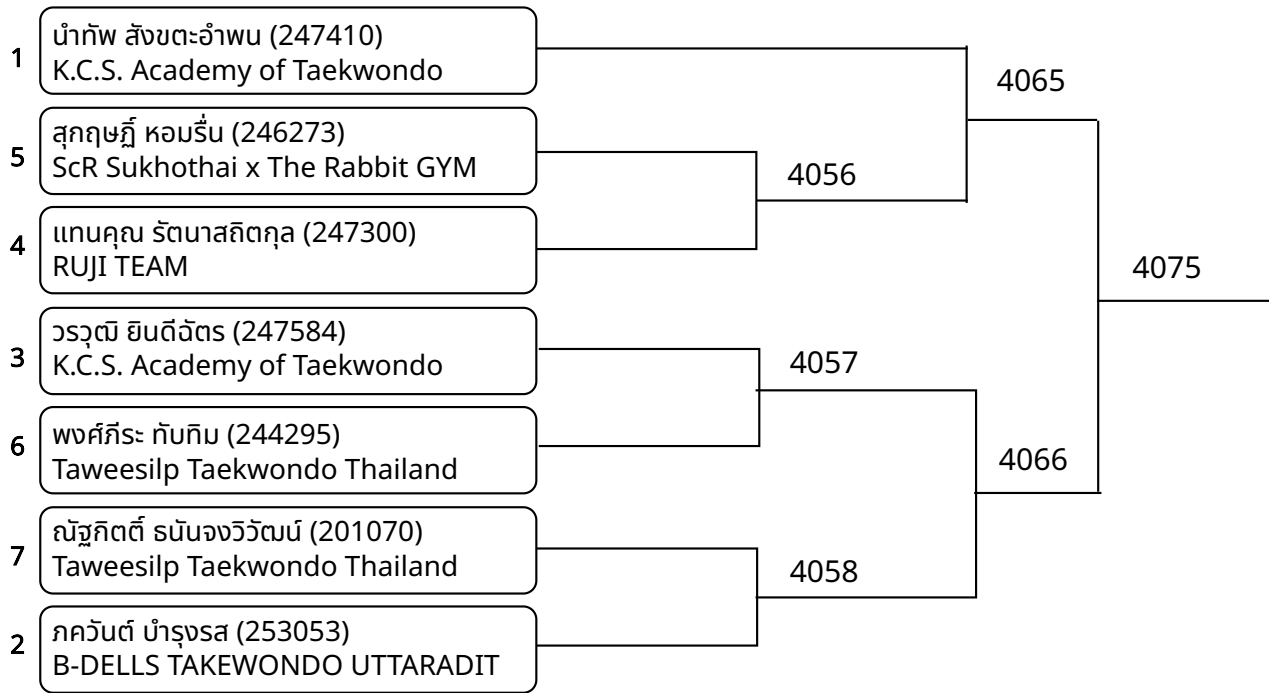 1
นำทัพ สังขตะอำพน (247410)
K.C.S. Academy of Taekwondo
4065
5
สุกฤษฎิ์ หอมรื่น (246273)
ScR Sukhothai x The Rabbit GYM
4056
4
แทนคุณ รัตนาสถิตกุล (247300)
RUJI TEAM
4075
3
วรวุฒิ ยินดีฉัตร (247584)
K.C.S. Academy of Taekwondo
4057
6
พงศ์ภีระ ทับทิม (244295)
Taweesilp Taekwondo Thailand
4066
7
ณัฐกิตติ์ ธนันจงวิวัฒน์ (201070)
Taweesilp Taekwondo Thailand
4058
2
ภควันต์ บำรุงรส (253053)
B-DELLS TAKEWONDO UTTARADIT